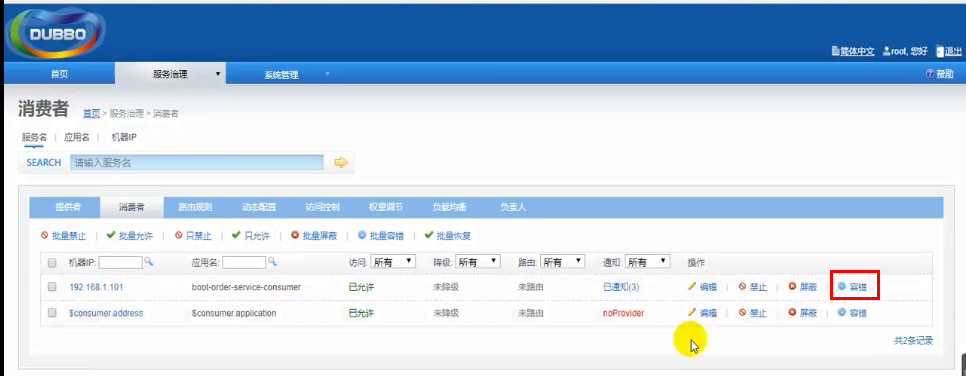 DUBBO
简体中文 root, 您好 退出
首页 服务治理 系统管理 帮助
消费者 首页 > 服务治理 > 消费者
服务名 | 应用名 | 机器IP
SEARCH 请输入服务名
提供者 消费者 路由规则 动态配置 访问控制 权重调节 负载均衡 负责人
批量禁止 | 批量允许 | 只禁止 | 只允许 | 批量屏蔽 | 批量容错 | 批量恢复
机器IP: 应用名: 访问: 所有 降级: 所有 路由: 所有 通知: 所有 操作
192.168.1.101 boot-order-service-consumer 已允许 未降级 未路由 已通知(3) 编辑 | 禁止 | 屏蔽 | 容错
$consumer.address $consumer.application 已允许 未降级 未路由 noProvider 编辑 | 禁止 | 屏蔽 | 容错
共2条记录